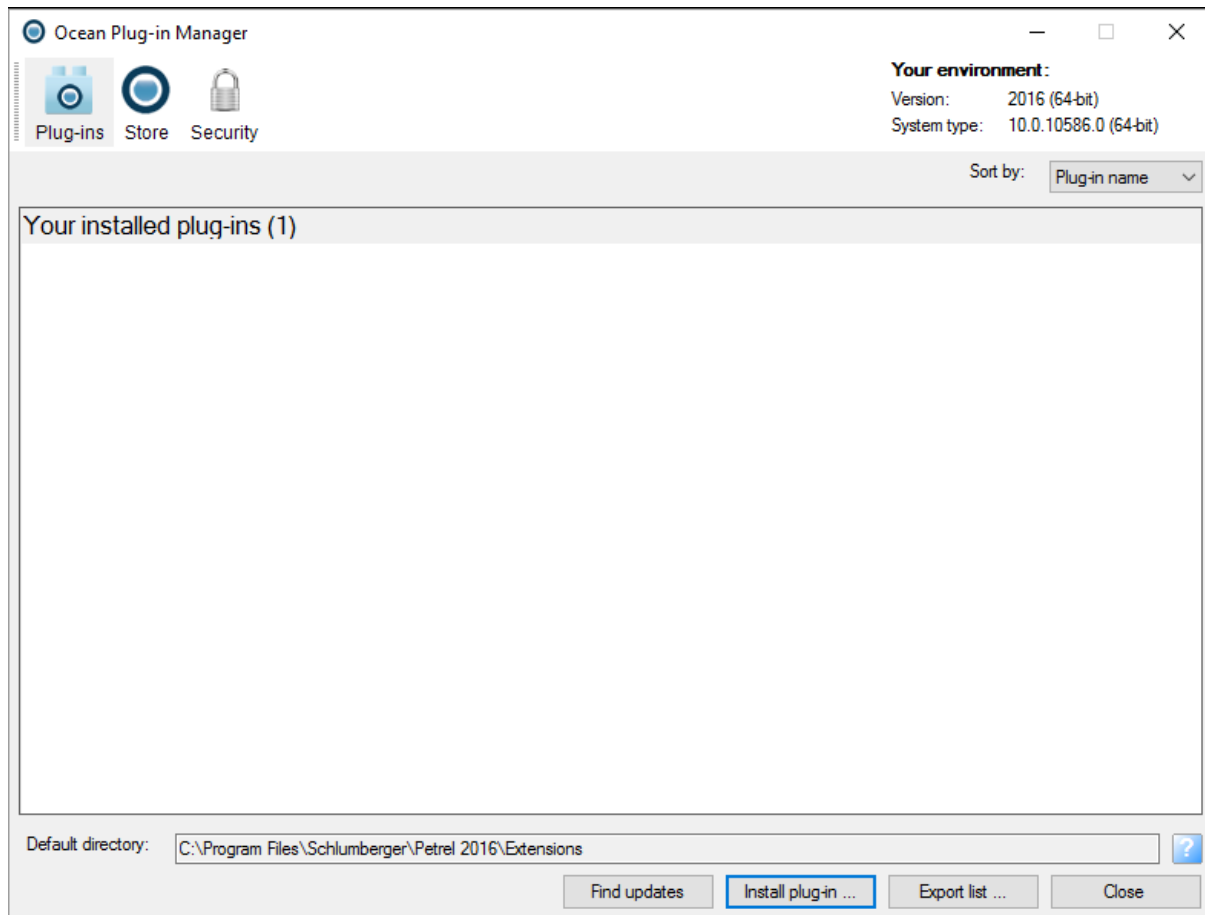 Ocean Plug-in Manager
Plug-ins
Store
Security
Your environment:
Version: 2016 (64-bit)
System type: 10.0.10586.0 (64-bit)
Sort by: Plug-in name
Your installed plug-ins (1)
Default directory: C:\Program Files\Schlumberger\Petrel 2016\Extensions
?
Find updates
Install plug-in ...
Export list ...
Close